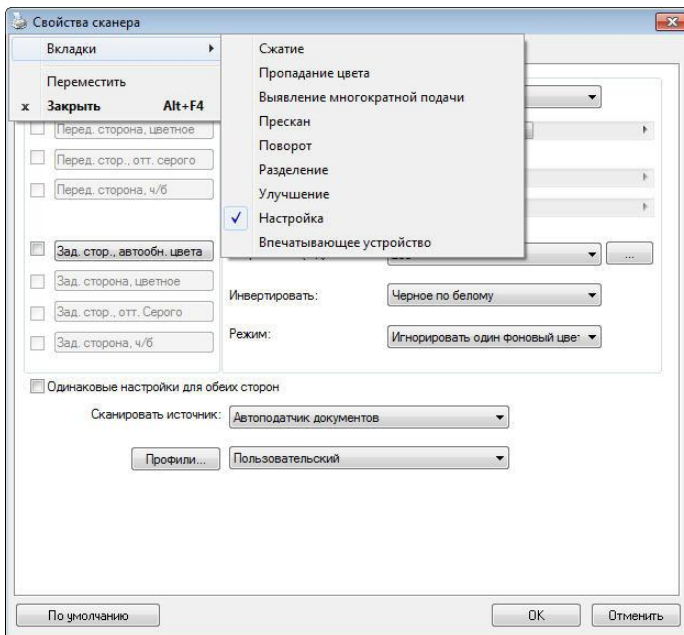 Свойства сканера
Вкладки
Переместить
x Закрыть Alt+F4
Сжатие
Пропадание цвета
Выявление многократной подачи
Прескан
Поворот
Разделение
Улучшение
Настройка
Впечатывающее устройство
Перед. сторона, цветное
Перед. стор., отт. серого
Перед. сторона, ч/б
Зад. стор., автообн. цвета
...
Зад. сторона, цветное
Инвертировать:
Черное по белому
Зад. стор., отт. Серого
Режим:
Игнорировать один фоновый цвет
Зад. сторона, ч/б
Одинаковые настройки для обеих сторон
Сканировать источник:
Автоподатчик документов
Профили...
Пользовательский
По умолчанию
OK
Отменить